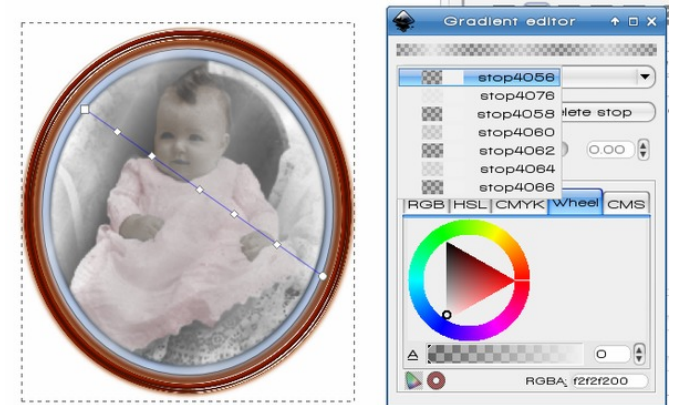 Gradient editor
stop4056
stop4076
stop4058
stop4060
stop4062
stop4064
stop4066
elete stop
0.00
RGB HSL CMYK Wheel CMS
A 0
RGBA: f2f2f200